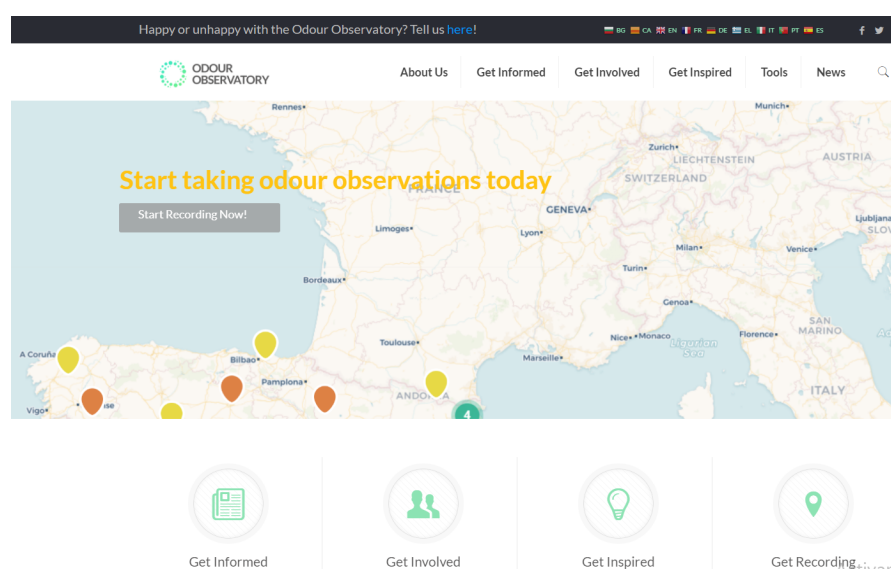 Happy or unhappy with the Odour Observatory? Tell us here!
BG CA EN FR DE EL IT PT ES
ODOUR
OBSERVATORY
About Us Get Informed Get Involved Get Inspired Tools News
Rennes
Munich
Zurich
LIECHTENSTEIN
AUSTRIA
Start taking odour observations today
SWITZERLAND
FRANCE
Start Recording Now!
GENEVA
Limoges
Lyon
Ljubljana
SLOV
Milan
Venice
Turin
Bordeaux
Genoa
SAN
MARINO
Nice Monaco
Florence
Toulouse
Ligurian
Sea
A Coruña
Bilbao
Marseille
Pamplona
ANDORRA
ITALY
Vigo
4
Get Informed Get Involved Get Inspired Get Recording